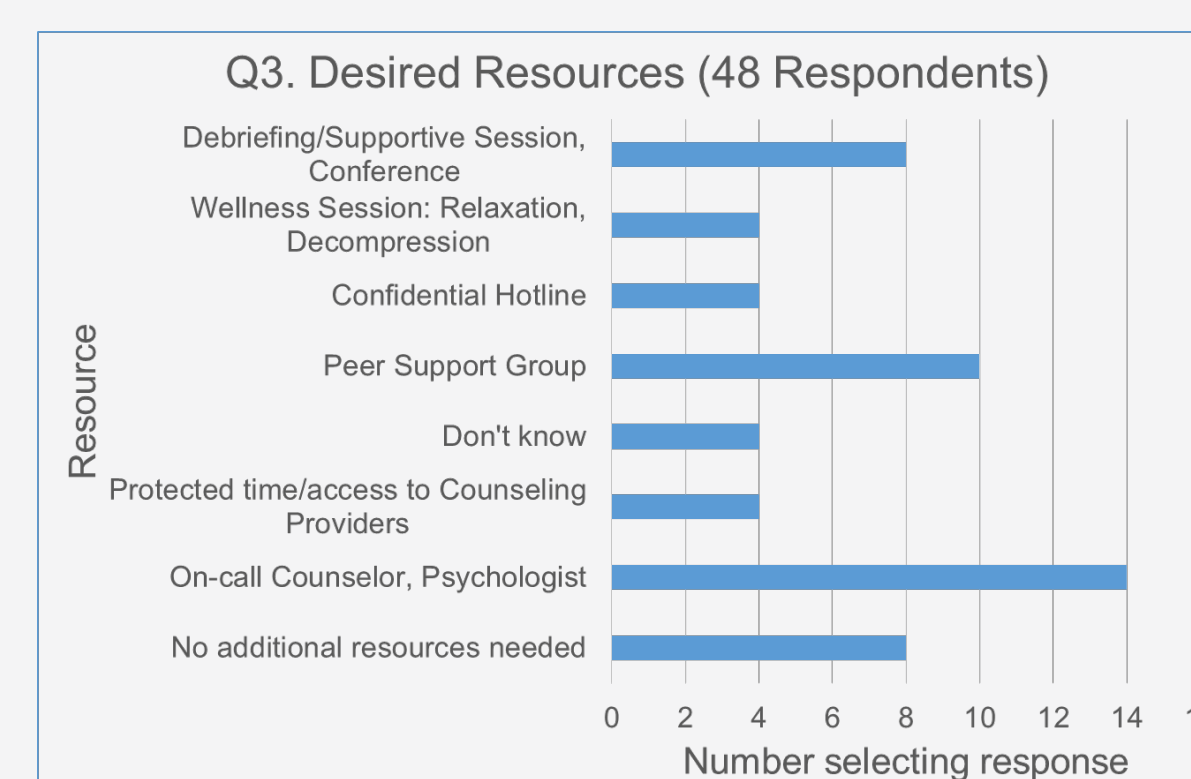 Q3. Desired Resources (48 Respondents)
Debriefing/Supportive Session,
Conference
Wellness Session: Relaxation,
Decompression
Confidential Hotline
Peer Support Group
Don't know
Protected time/access to Counseling
Providers
On-call Counselor, Psychologist
No additional resources needed
Resource
0 2 4 6 8 10 12 14
Number selecting response